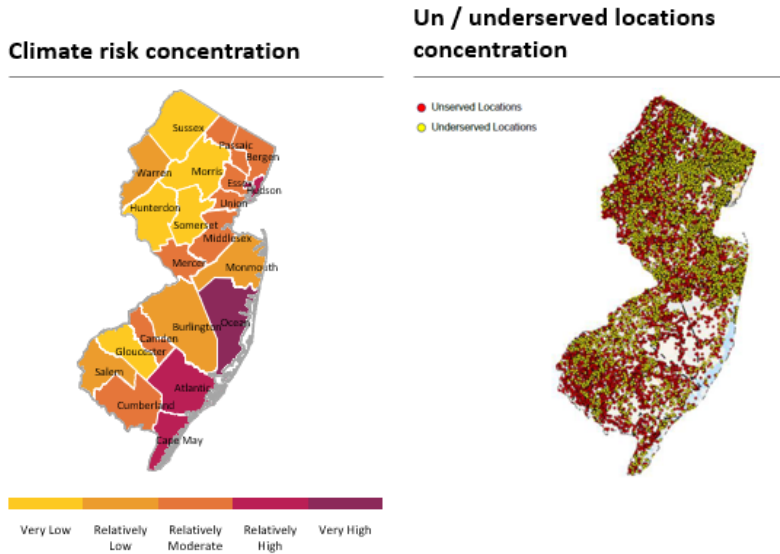 Climate risk concentration
Un / underserved locations
concentration
Sussex
Passaic
Bergen
Warren
Morris
Essex
Hudson
Hunterdon
Union
Somerset
Middlesex
Mercer
Monmouth
Ocean
Burlington
Camden
Gloucester
Salem
Atlantic
Cumberland
Cape May
Very Low
Relatively
Low
Relatively
Moderate
Relatively
High
Very High
Unserved Locations
Underserved Locations